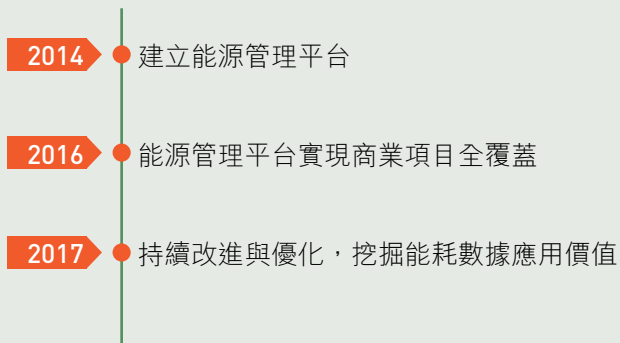 2014 建立能源管理平台
2016 能源管理平台實現商業項目全覆蓋
2017 持續改進與優化，挖掘能耗數據應用價值